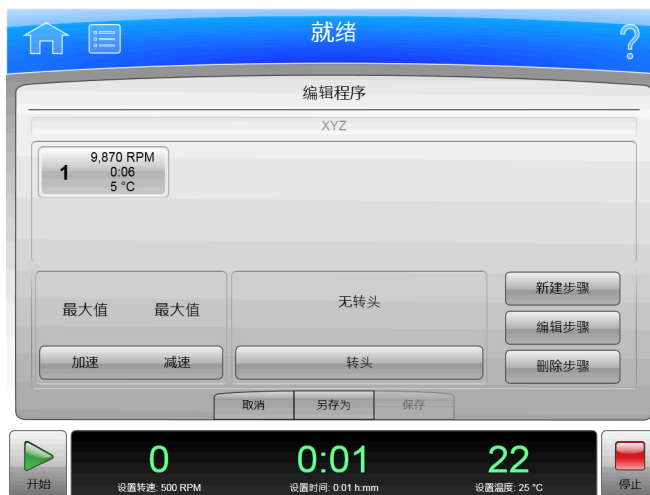 就绪
?
编辑程序
XYZ
1
9,870 RPM
0:06
5 °C
最大值 最大值
无转头
新建步骤
编辑步骤
加速 减速
转头
删除步骤
取消 另存为 保存
0 0:01 22
开始 设置转速: 500 RPM 设置时间: 0:01 h:mm 设置温度: 25 °C 停止